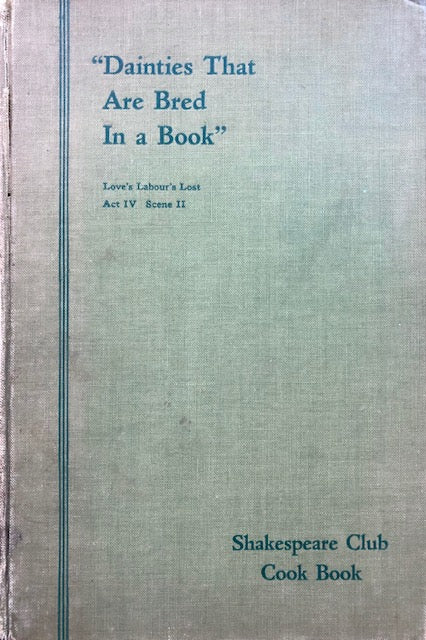 “Dainties That
Are Bred
In a Book”
Love's Labour's Lost
Act IV Scene II
Shakespeare Club
Cook Book